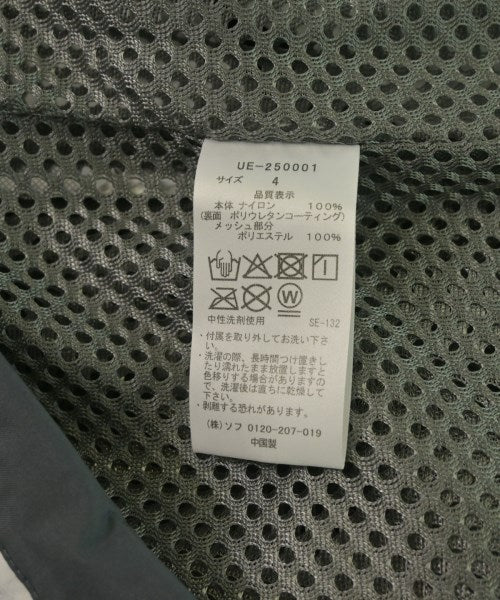 UE-250001
サイズ 4
品質表示
本体 ナイロン 100%
(裏面 ポリウレタンコーティング)
メッシュ部分
ポリエステル 100%
W
中性洗剤使用 SE-132
・付属を取り外してお洗い下さ
い。
・洗濯の際、長時間つけ置きし
たり濡れたまま放置しますと
色移りする場合がありますの
で、洗濯後は直ちに乾燥して
下さい。
・剥離する恐れがあります。
(株)ソフ 0120-207-019
中国製